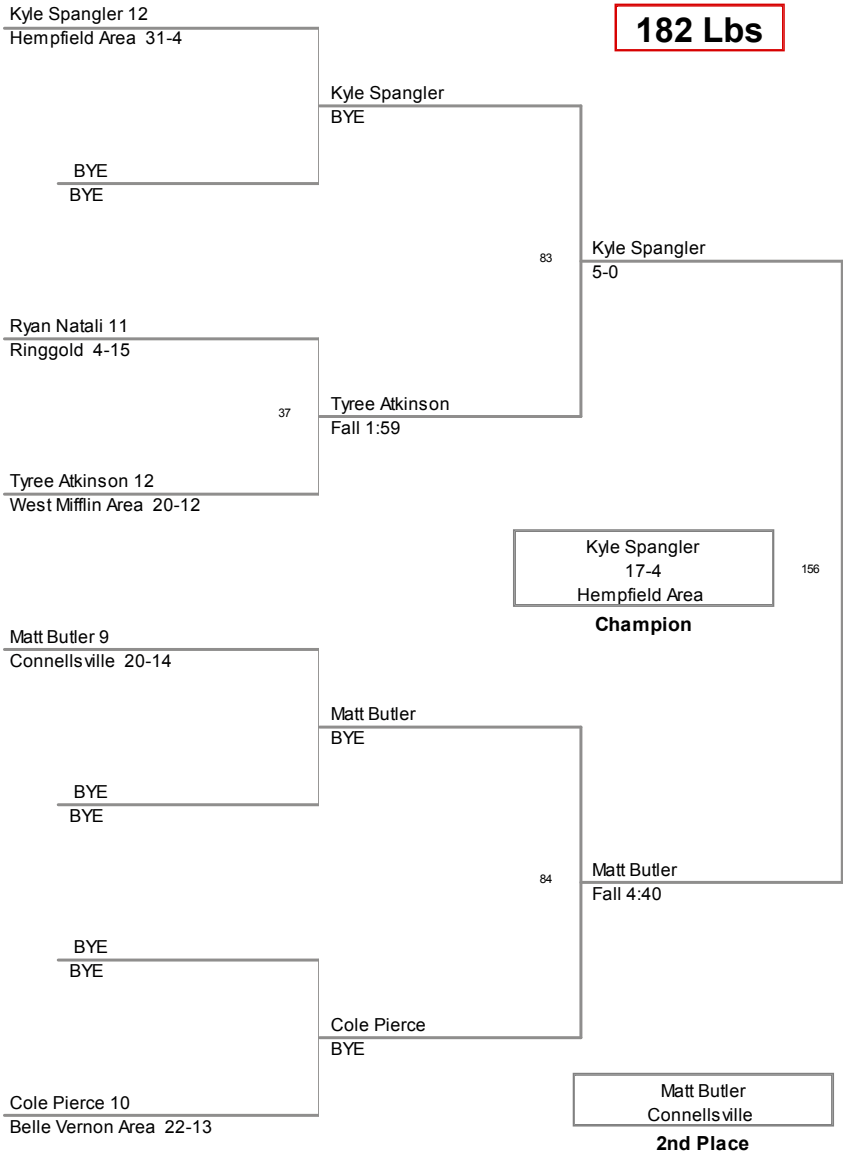 Kyle Spangler 12
182 Lbs
Hempfield Area 31-4
Kyle Spangler
BYE
BYE
BYE
Kyle Spangler
83
5-0
Ryan Natali 11
Ringgold 4-15
Tyree Atkinson
37
Fall 1:59
Tyree Atkinson 12
West Mifflin Area 20-12
Kyle Spangler
17-4
156
Hempfield Area
Champion
Matt Butler 9
Connellsville 20-14
Matt Butler
BYE
BYE
BYE
Matt Butler
84
Fall 4:40
BYE
BYE
Cole Pierce
BYE
Cole Pierce 10
Belle Vernon Area 22-13
Matt Butler
Connellsville
2nd Place